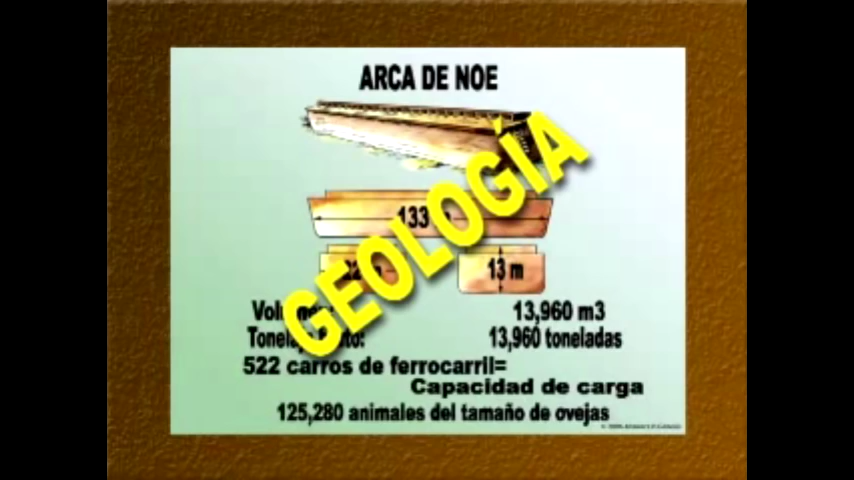 ARCA DE NOE
GEOLOGÍA
133
13 m
13,960 m3
13,960 toneladas
522 carros de ferrocarril=
Capacidad de carga
125,280 animales del tamaño de ovejas